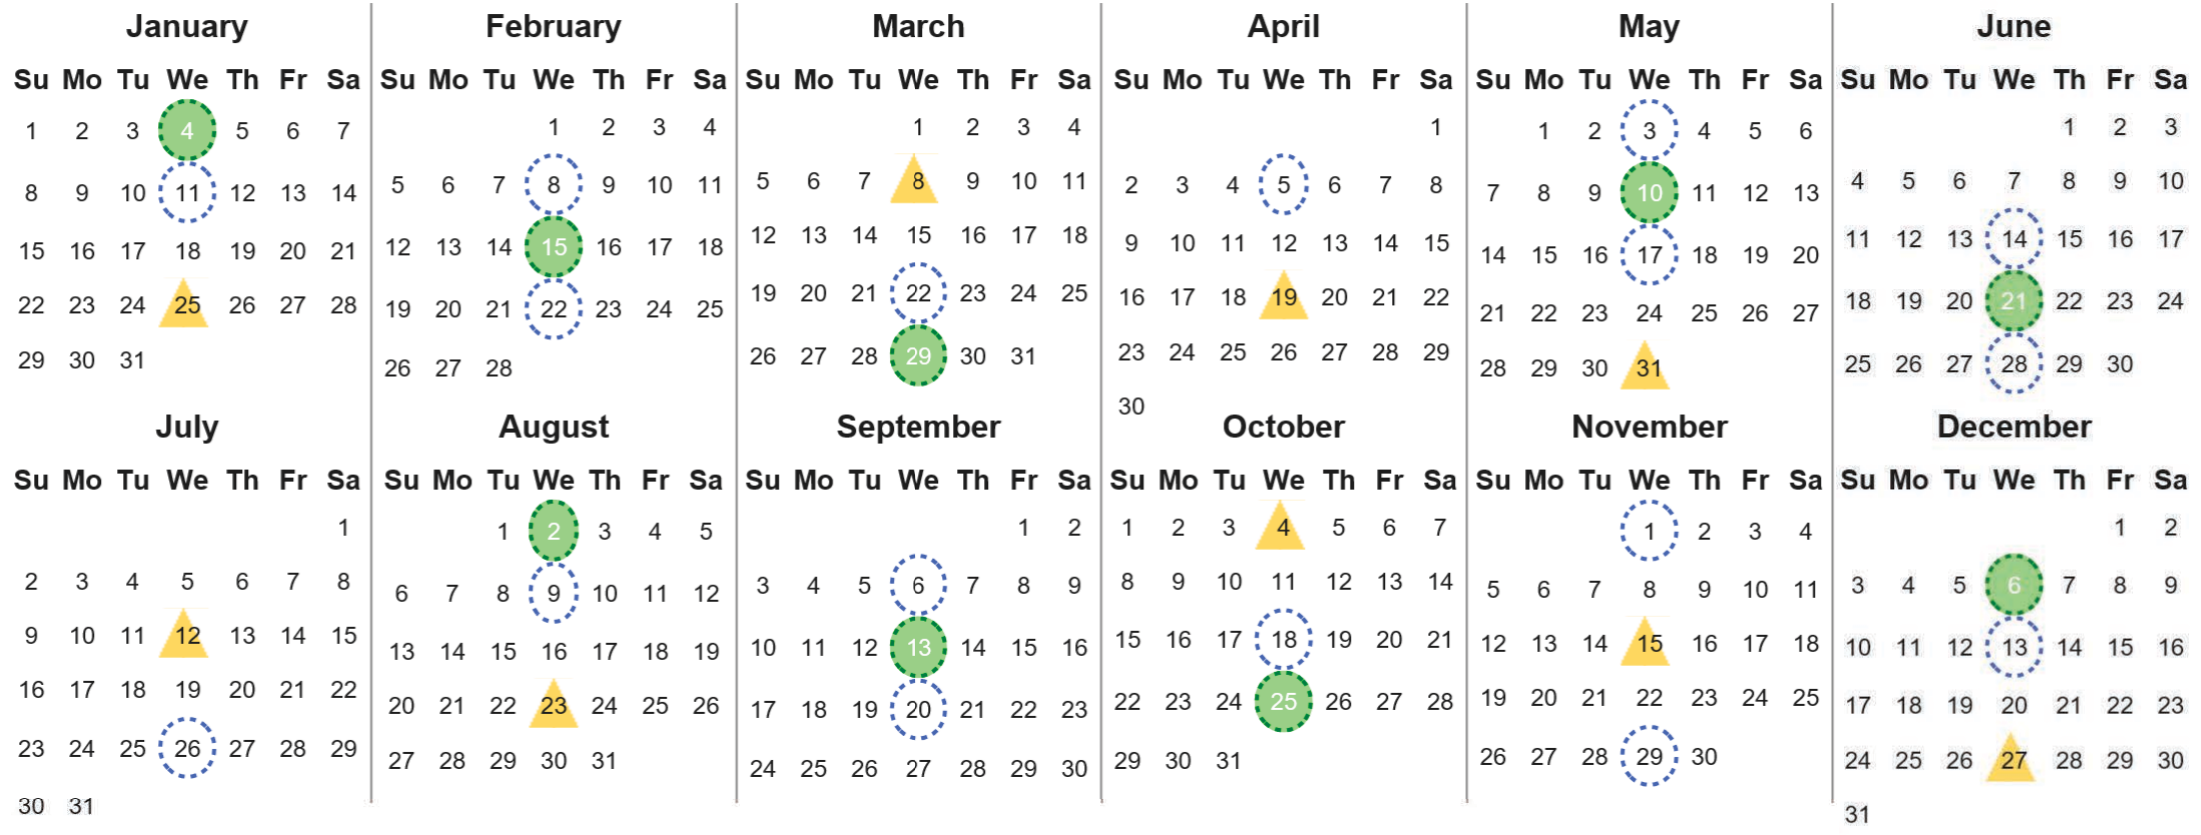 January
Su Mo Tu We Th Fr Sa
1 2 3 4 5 6 7
8 9 10 11 12 13 14
15 16 17 18 19 20 21
22 23 24 25 26 27 28
29 30 31
February
Su Mo Tu We Th Fr Sa
1 2 3 4
5 6 7 8 9 10 11
12 13 14 15 16 17 18
19 20 21 22 23 24 25
26 27 28
March
Su Mo Tu We Th Fr Sa
1 2 3 4
5 6 7 8 9 10 11
12 13 14 15 16 17 18
19 20 21 22 23 24 25
26 27 28 29 30 31
April
Su Mo Tu We Th Fr Sa
1
2 3 4 5 6 7 8
9 10 11 12 13 14 15
16 17 18 19 20 21 22
23 24 25 26 27 28 29
30
May
Su Mo Tu We Th Fr Sa
1 2 3 4 5 6
7 8 9 10 11 12 13
14 15 16 17 18 19 20
21 22 23 24 25 26 27
28 29 30 31
June
Su Mo Tu We Th Fr Sa
1 2 3
4 5 6 7 8 9 10
11 12 13 14 15 16 17
18 19 20 21 22 23 24
25 26 27 28 29 30
July
Su Mo Tu We Th Fr Sa
1
2 3 4 5 6 7 8
9 10 11 12 13 14 15
16 17 18 19 20 21 22
23 24 25 26 27 28 29
30 31
August
Su Mo Tu We Th Fr Sa
1 2 3 4 5
6 7 8 9 10 11 12
13 14 15 16 17 18 19
20 21 22 23 24 25 26
27 28 29 30 31
September
Su Mo Tu We Th Fr Sa
1 2
3 4 5 6 7 8 9
10 11 12 13 14 15 16
17 18 19 20 21 22 23
24 25 26 27 28 29 30
October
Su Mo Tu We Th Fr Sa
1 2 3 4 5 6 7
8 9 10 11 12 13 14
15 16 17 18 19 20 21
22 23 24 25 26 27 28
29 30 31
November
Su Mo Tu We Th Fr Sa
1 2 3 4
5 6 7 8 9 10 11
12 13 14 15 16 17 18
19 20 21 22 23 24 25
26 27 28 29 30
December
Su Mo Tu We Th Fr Sa
1 2
3 4 5 6 7 8 9
10 11 12 13 14 15 16
17 18 19 20 21 22 23
24 25 26 27 28 29 30
31